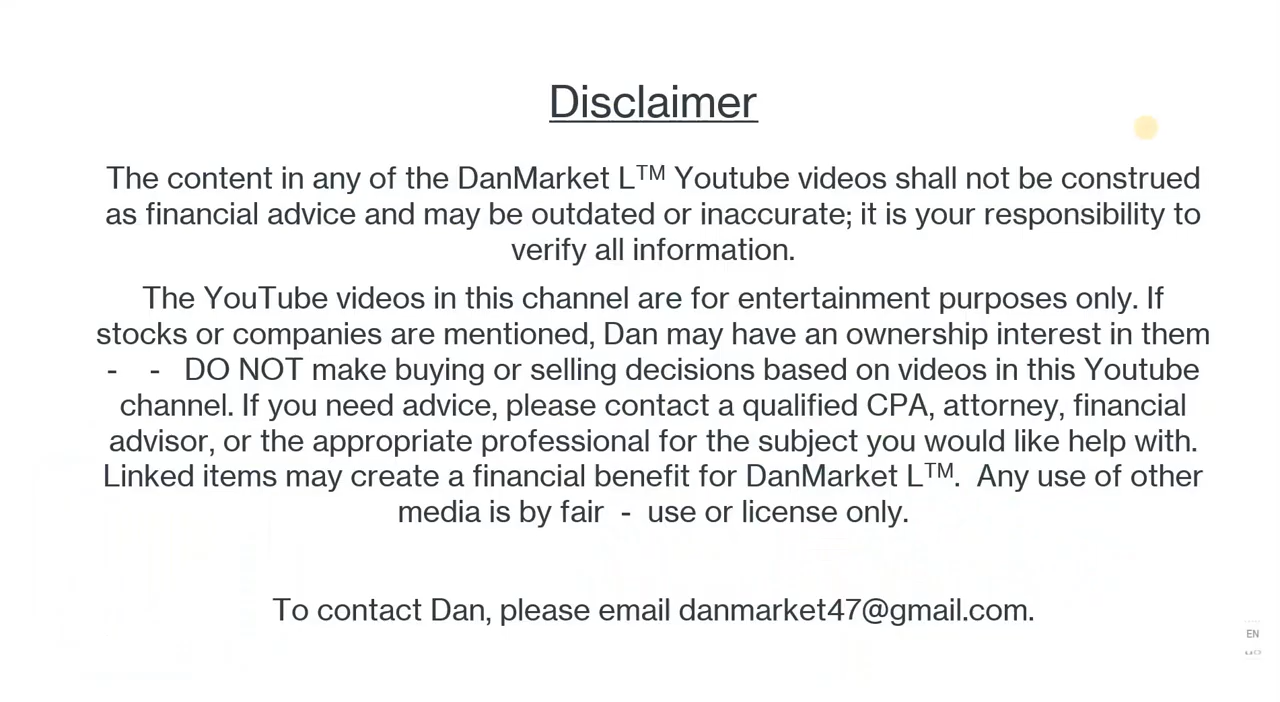 Disclaimer
The content in any of the DanMarket L™ Youtube videos shall not be construed
as financial advice and may be outdated or inaccurate; it is your responsibility to
verify all information.
The YouTube videos in this channel are for entertainment purposes only. If
stocks or companies are mentioned, Dan may have an ownership interest in them
- - DO NOT make buying or selling decisions based on videos in this Youtube
channel. If you need advice, please contact a qualified CPA, attorney, financial
advisor, or the appropriate professional for the subject you would like help with.
Linked items may create a financial benefit for DanMarket L™. Any use of other
media is by fair - use or license only.
To contact Dan, please email danmarket47@gmail.com.
EN